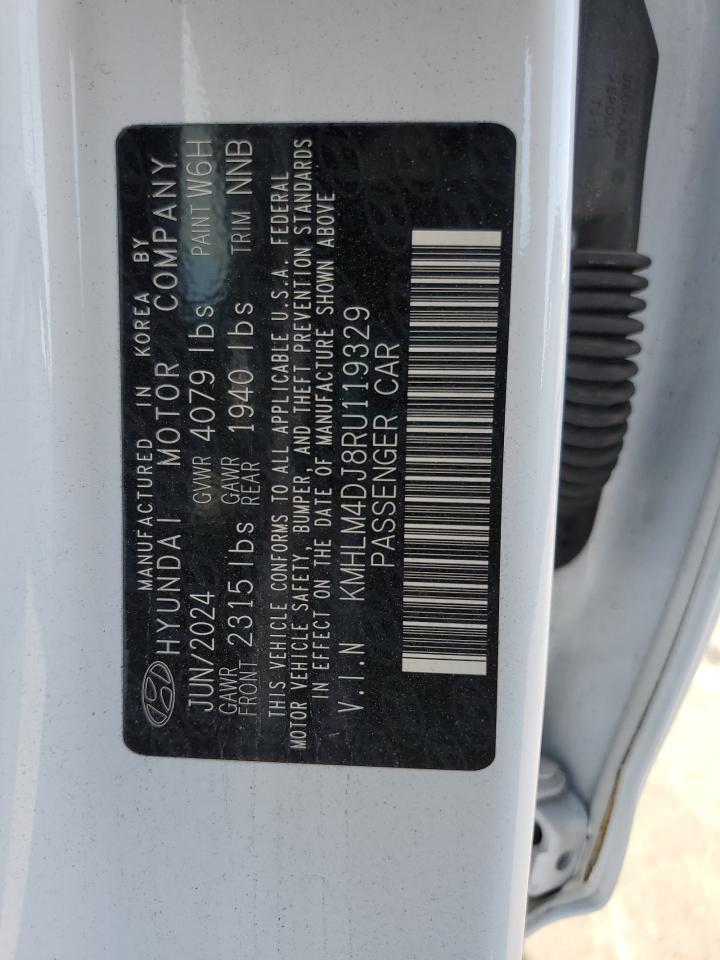 MANUFACTURED IN KOREA BY
HYUNDAI MOTOR COMPANY
JUN/2024 GVWR 4079 lbs PAINT W6H
GAWR FRONT 2315 lbs GAWR REAR 1940 lbs TRIM NNB
THIS VEHICLE CONFORMS TO ALL APPLICABLE U.S.A. FEDERAL
MOTOR VEHICLE SAFETY, BUMPER, AND THEFT PREVENTION STANDARDS
IN EFFECT ON THE DATE OF MANUFACTURE SHOWN ABOVE
V.I.N KMHLM4DJ8RU119329
PASSENGER CAR